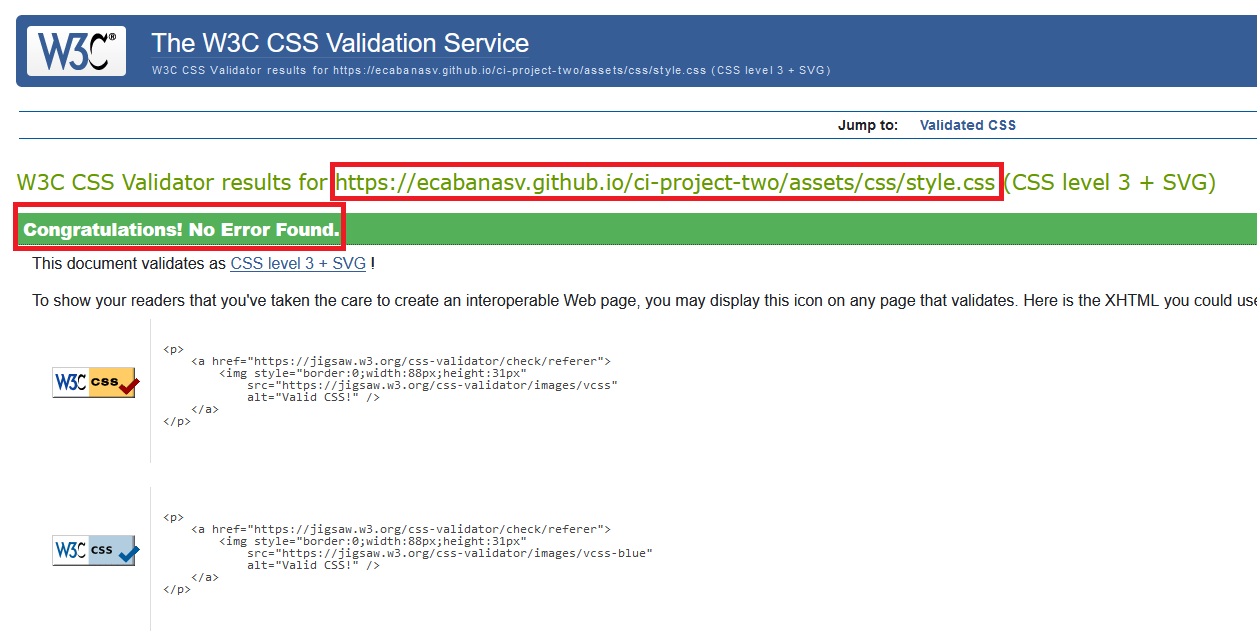 W3C®
The W3C CSS Validation Service
W3C CSS Validator results for https://ecabanasv.github.io/ci-project-two/assets/css/style.css (CSS level 3 + SVG)
Jump to: Validated CSS
W3C CSS Validator results for https://ecabanasv.github.io/ci-project-two/assets/css/style.css (CSS level 3 + SVG)
Congratulations! No Error Found.
This document validates as CSS level 3 + SVG !
To show your readers that you've taken the care to create an interoperable Web page, you may display this icon on any page that validates. Here is the XHTML you could use
<p>
<a href="https://jigsaw.w3.org/css-validator/check/referer">
<img style="border:0;width:88px;height:31px"
W3C css
src="https://jigsaw.w3.org/css-validator/images/vcss"
alt="Valid CSS!" />
</a>
</p>
<p>
<a href="https://jigsaw.w3.org/css-validator/check/referer">
<img style="border:0;width:88px;height:31px"
W3C css
src="https://jigsaw.w3.org/css-validator/images/vcss-blue"
alt="Valid CSS!" />
</a>
</p>